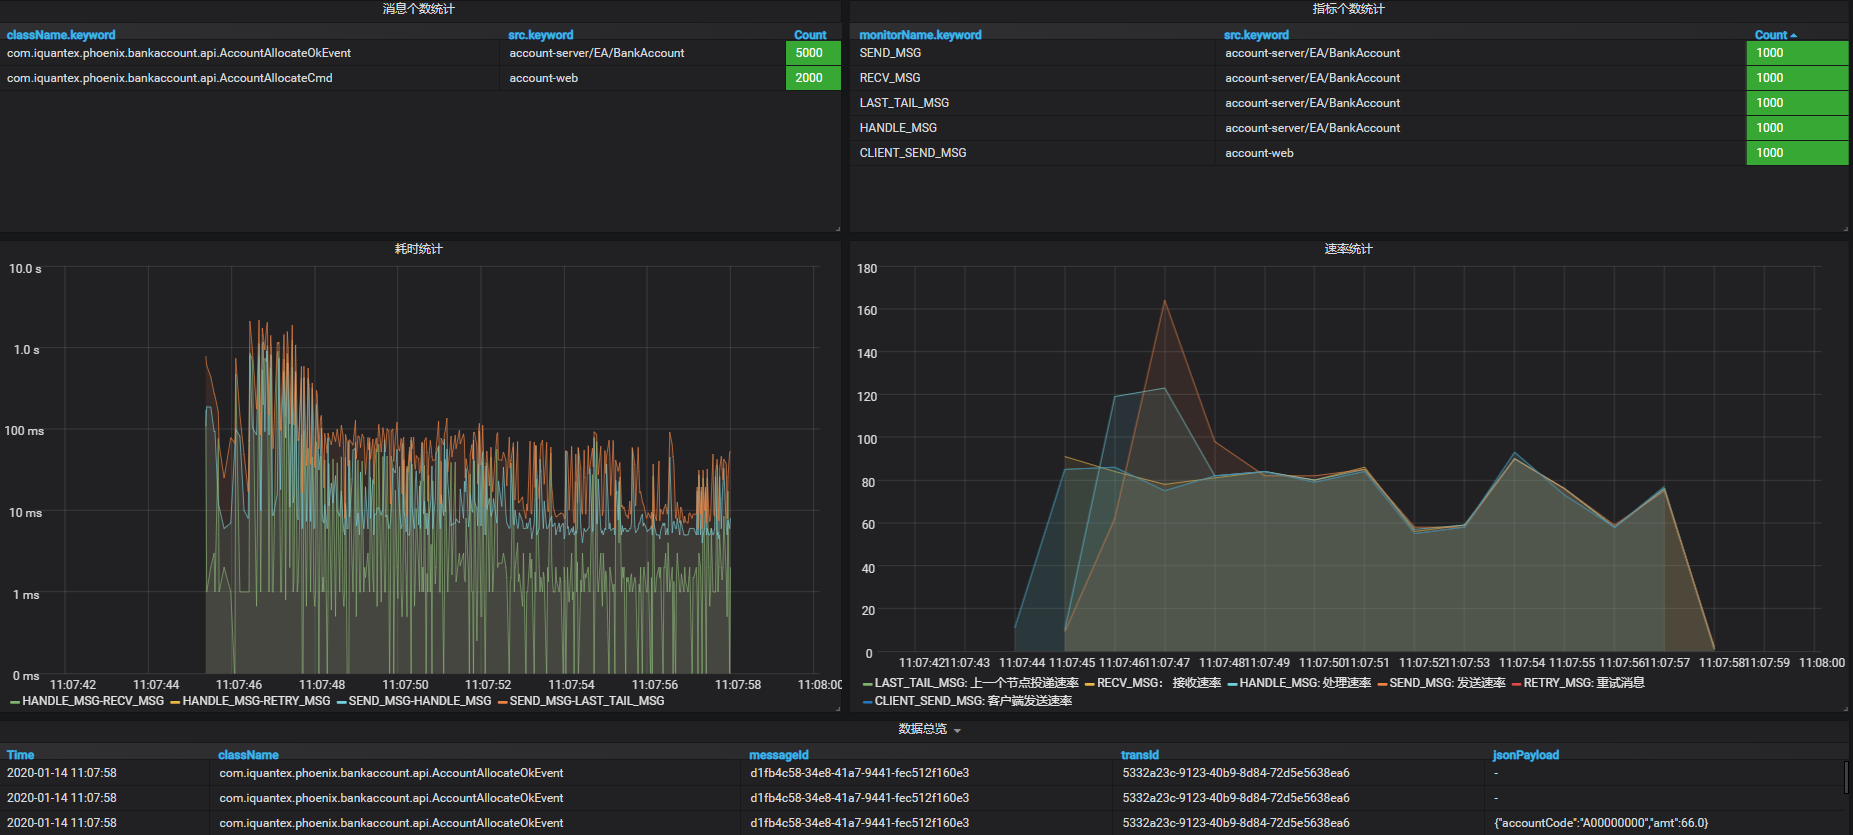 消息个数统计
className.keyword src.keyword Count
com.iquantex.phoenix.bankaccount.api.AccountAllocateOkEvent account-server/EA/BankAccount 5000
com.iquantex.phoenix.bankaccount.api.AccountAllocateCmd account-web 2000
指标个数统计
monitorName.keyword src.keyword Count
SEND_MSG account-server/EA/BankAccount 1000
RECV_MSG account-server/EA/BankAccount 1000
LAST_TAIL_MSG account-server/EA/BankAccount 1000
HANDLE_MSG account-server/EA/BankAccount 1000
CLIENT_SEND_MSG account-web 1000
耗时统计
10.0 s
1.0 s
100 ms
10 ms
1 ms
0 ms
11:07:42 11:07:44 11:07:46 11:07:48 11:07:50 11:07:52 11:07:54 11:07:56 11:07:58 11:08:00
HANDLE_MSG-RECV_MSG HANDLE_MSG-RETRY_MSG SEND_MSG-HANDLE_MSG SEND_MSG-LAST_TAIL_MSG
速率统计
180
160
140
120
100
80
60
40
20
0
11:07:42 11:07:43 11:07:44 11:07:45 11:07:46 11:07:47 11:07:48 11:07:49 11:07:50 11:07:51 11:07:52 11:07:53 11:07:54 11:07:55 11:07:56 11:07:57 11:07:58 11:07:59 11:08:00
LAST_TAIL_MSG: 上一个节点投递速率 RECV_MSG: 接收速率 HANDLE_MSG: 处理速率 SEND_MSG: 发送速率 RETRY_MSG: 重试消息
CLIENT_SEND_MSG: 客户端发送速率
数据总览
Time className messageId transId jsonPayload
2020-01-14 11:07:58 com.iquantex.phoenix.bankaccount.api.AccountAllocateOkEvent d1fb4c58-34e8-41a7-9441-fec512f160e3 5332a23c-9123-40b9-8d84-72d5e5638ea6 -
2020-01-14 11:07:58 com.iquantex.phoenix.bankaccount.api.AccountAllocateOkEvent d1fb4c58-34e8-41a7-9441-fec512f160e3 5332a23c-9123-40b9-8d84-72d5e5638ea6 -
2020-01-14 11:07:58 com.iquantex.phoenix.bankaccount.api.AccountAllocateOkEvent d1fb4c58-34e8-41a7-9441-fec512f160e3 5332a23c-9123-40b9-8d84-72d5e5638ea6 {"accountCode":"A00000000","amt":66.0}